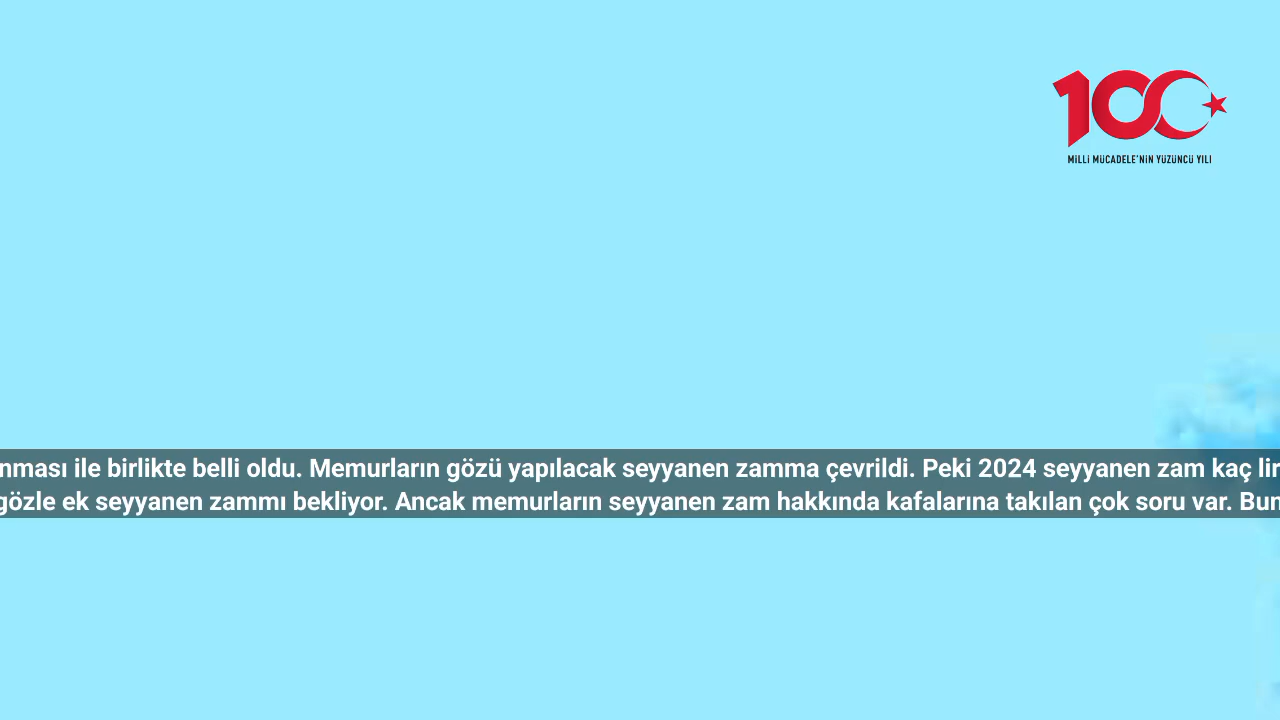 100
MİLLİ MÜCADELE'NİN YÜZÜNCÜ YILI
nması ile birlikte belli oldu. Memurların gözü yapılacak seyyanen zamma çevrildi. Peki 2024 seyyanen zam kaç lir
gözle ek seyyanen zammı bekliyor. Ancak memurların seyyanen zam hakkında kafalarına takılan çok soru var. Bun